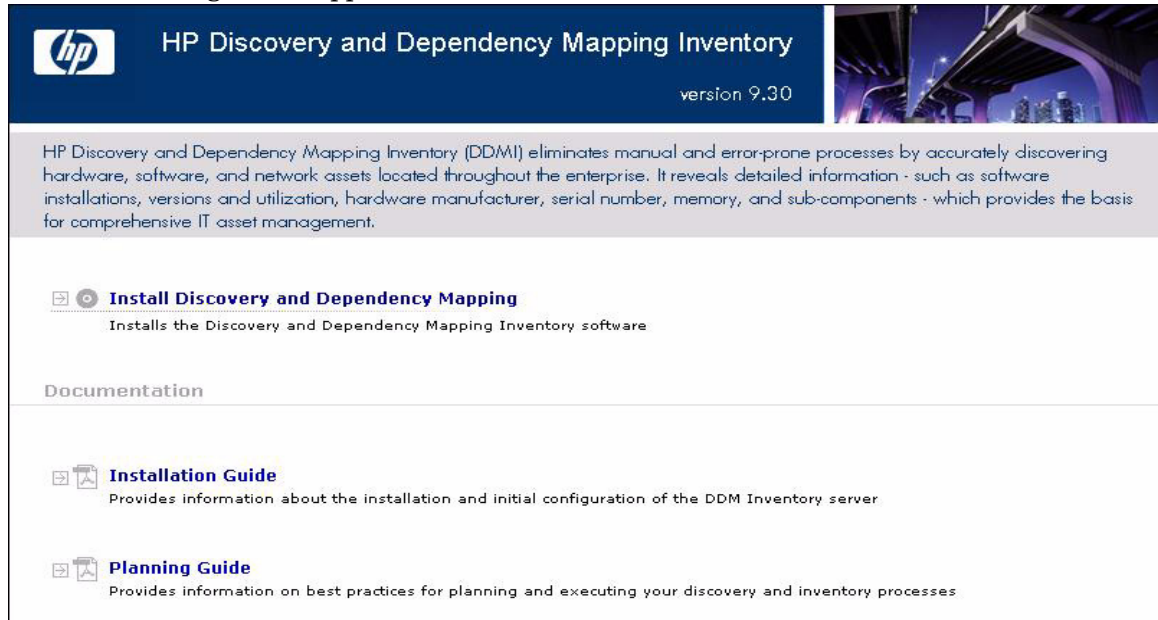 hp
HP Discovery and Dependency Mapping Inventory
version 9.30
HP Discovery and Dependency Mapping Inventory (DDMI) eliminates manual and error-prone processes by accurately discovering
hardware, software, and network assets located throughout the enterprise. It reveals detailed information - such as software
installations, versions and utilization, hardware manufacturer, serial number, memory, and sub-components - which provides the basis
for comprehensive IT asset management.
Install Discovery and Dependency Mapping
Installs the Discovery and Dependency Mapping Inventory software
Documentation
Installation Guide
Provides information about the installation and initial configuration of the DDM Inventory server
Planning Guide
Provides information on best practices for planning and executing your discovery and inventory processes